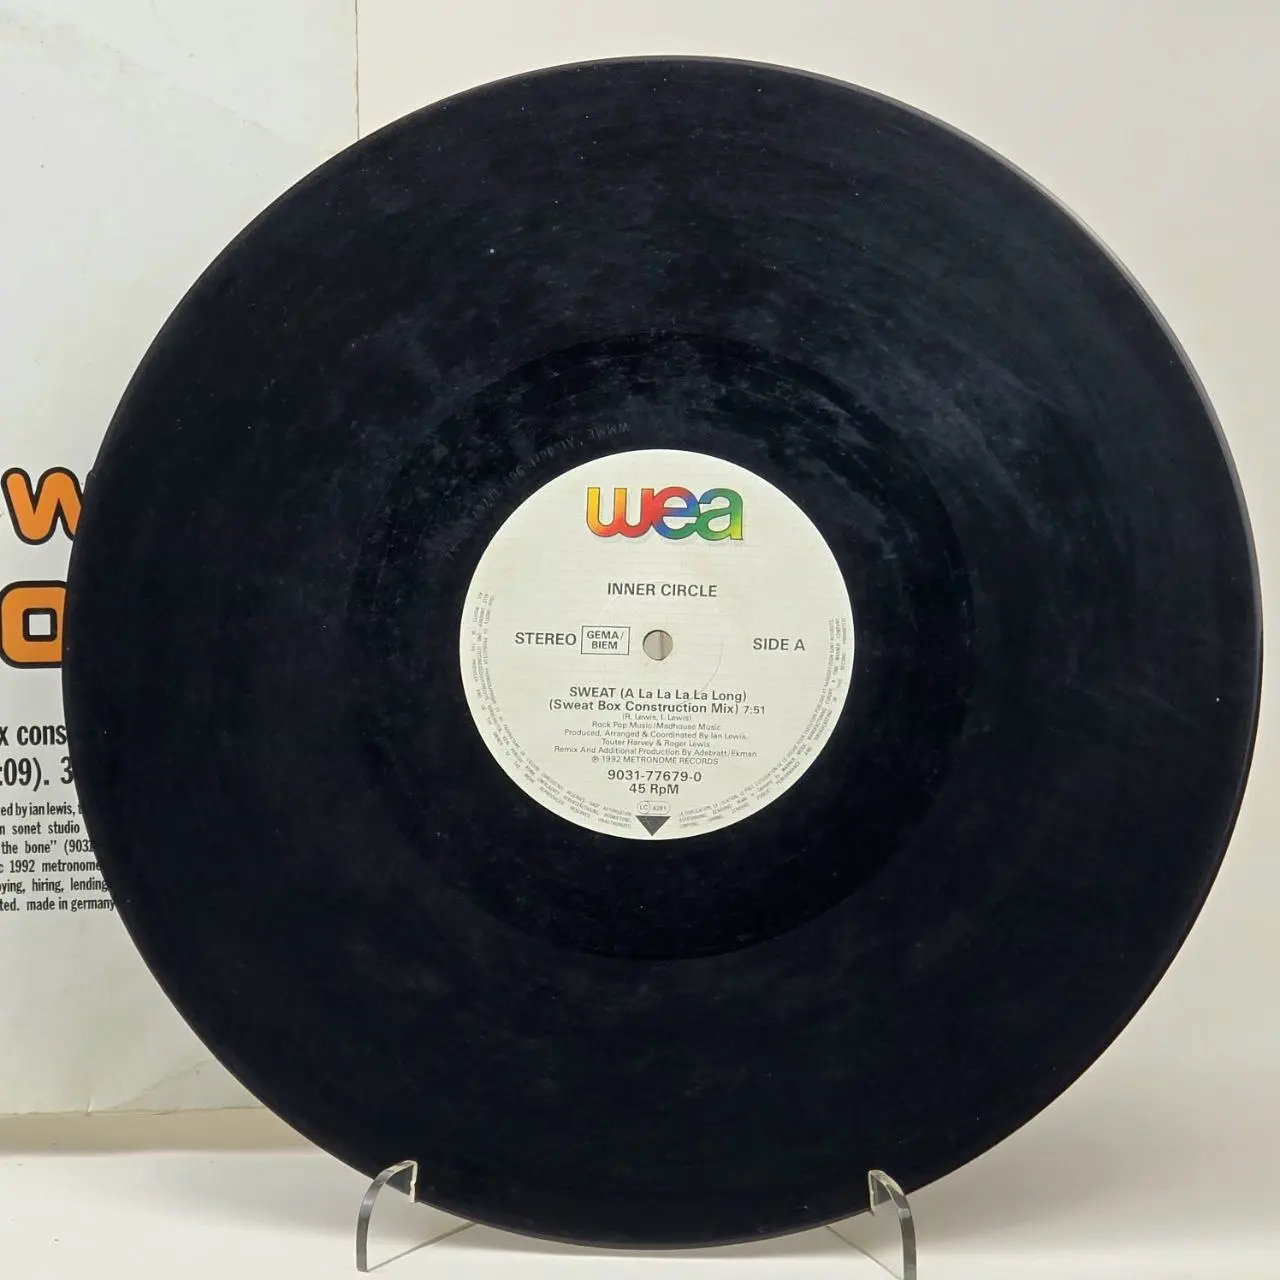 w
o
x cons
:09). 3
ed by ian lewis,
n sonet studio
the bone" (903
c 1992 metronome
ying, hiring, lending
ted. made in germany
wea
INNER CIRCLE
STEREO GEMA/
BIEM
SIDE A
SWEAT (A La La La La Long)
(Sweat Box Construction Mix) 7:51
(R. Lewis, I. Lewis)
Rock Pop Music/Madhouse Music
Produced, Arranged & Coordinated By Ian Lewis,
Touter Harvey & Roger Lewis
Remix And Additional Production By Adebratt/Ekman
℗ 1992 METRONOME RECORDS
9031-77679-0
45 RpM
LC 4281